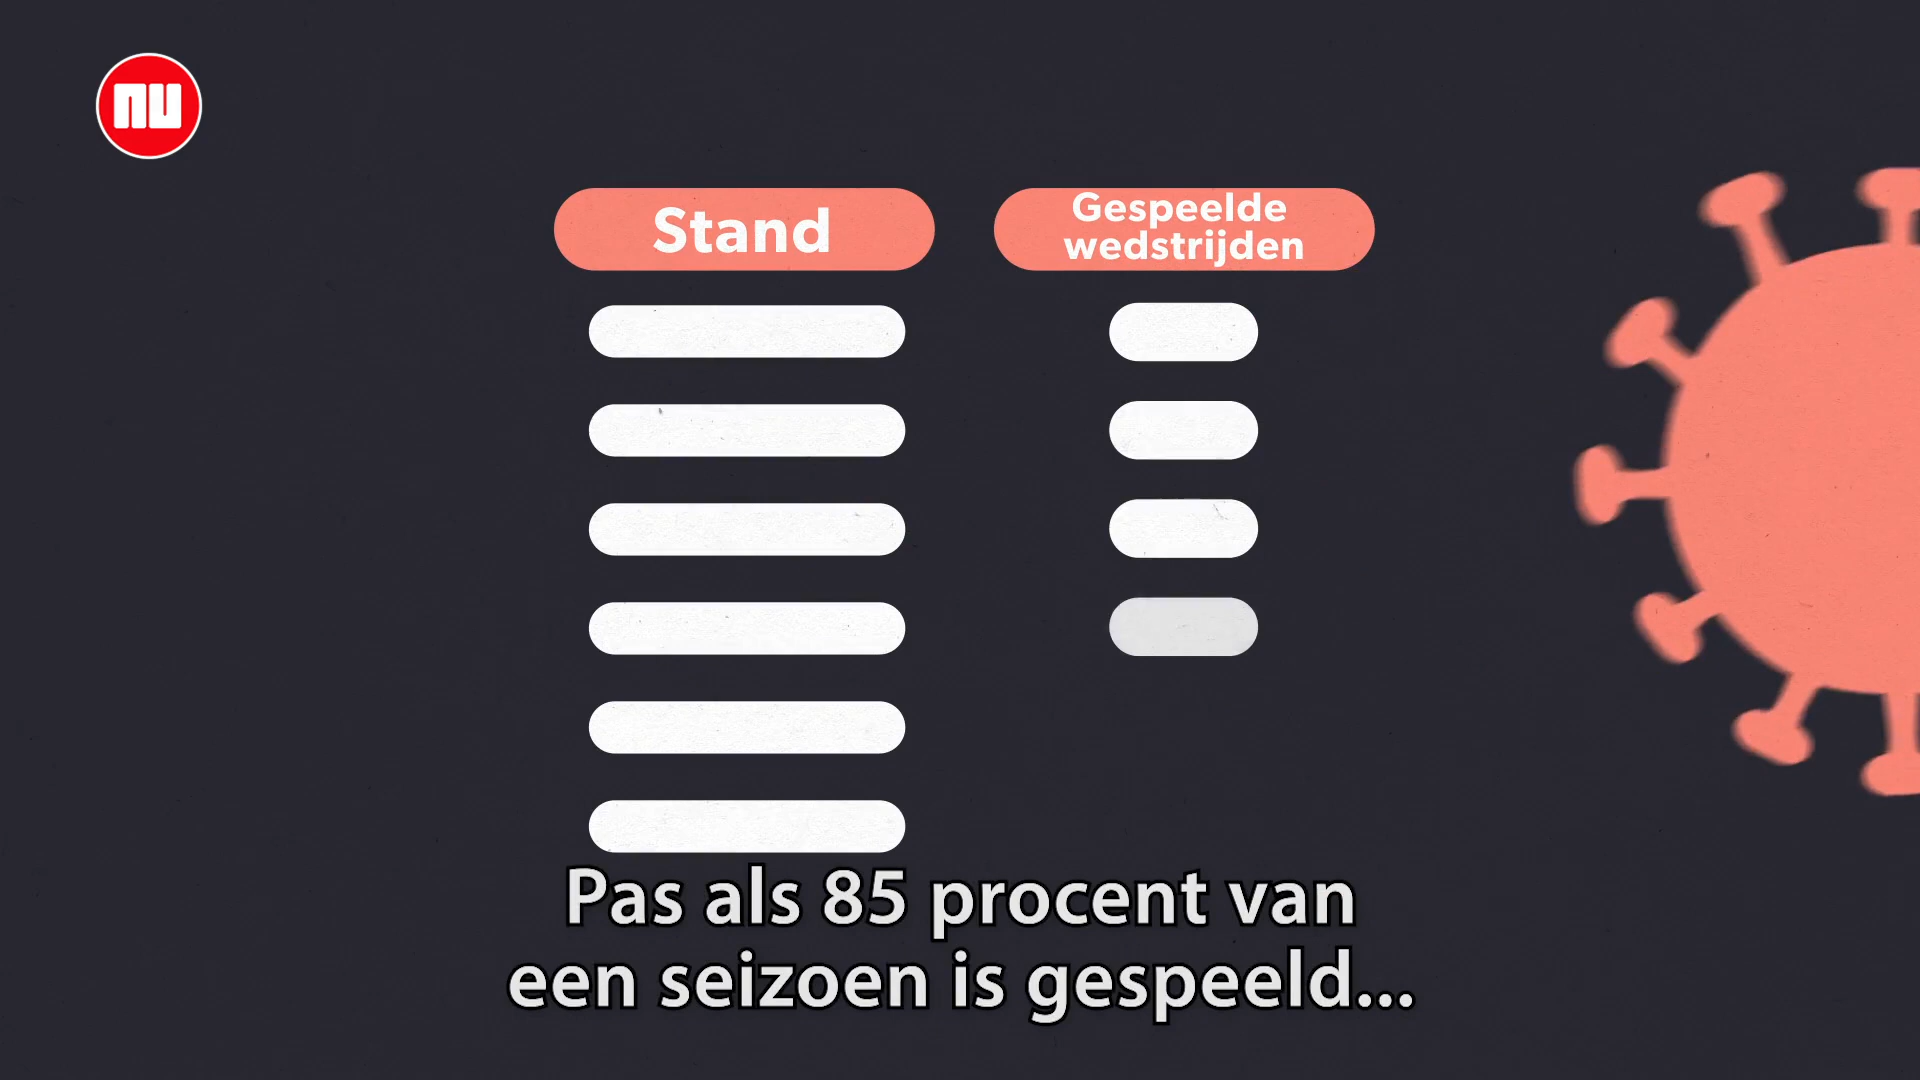 NU
Stand
Gespeelde
wedstrijden
Pas als 85 procent van
een seizoen is gespeeld...